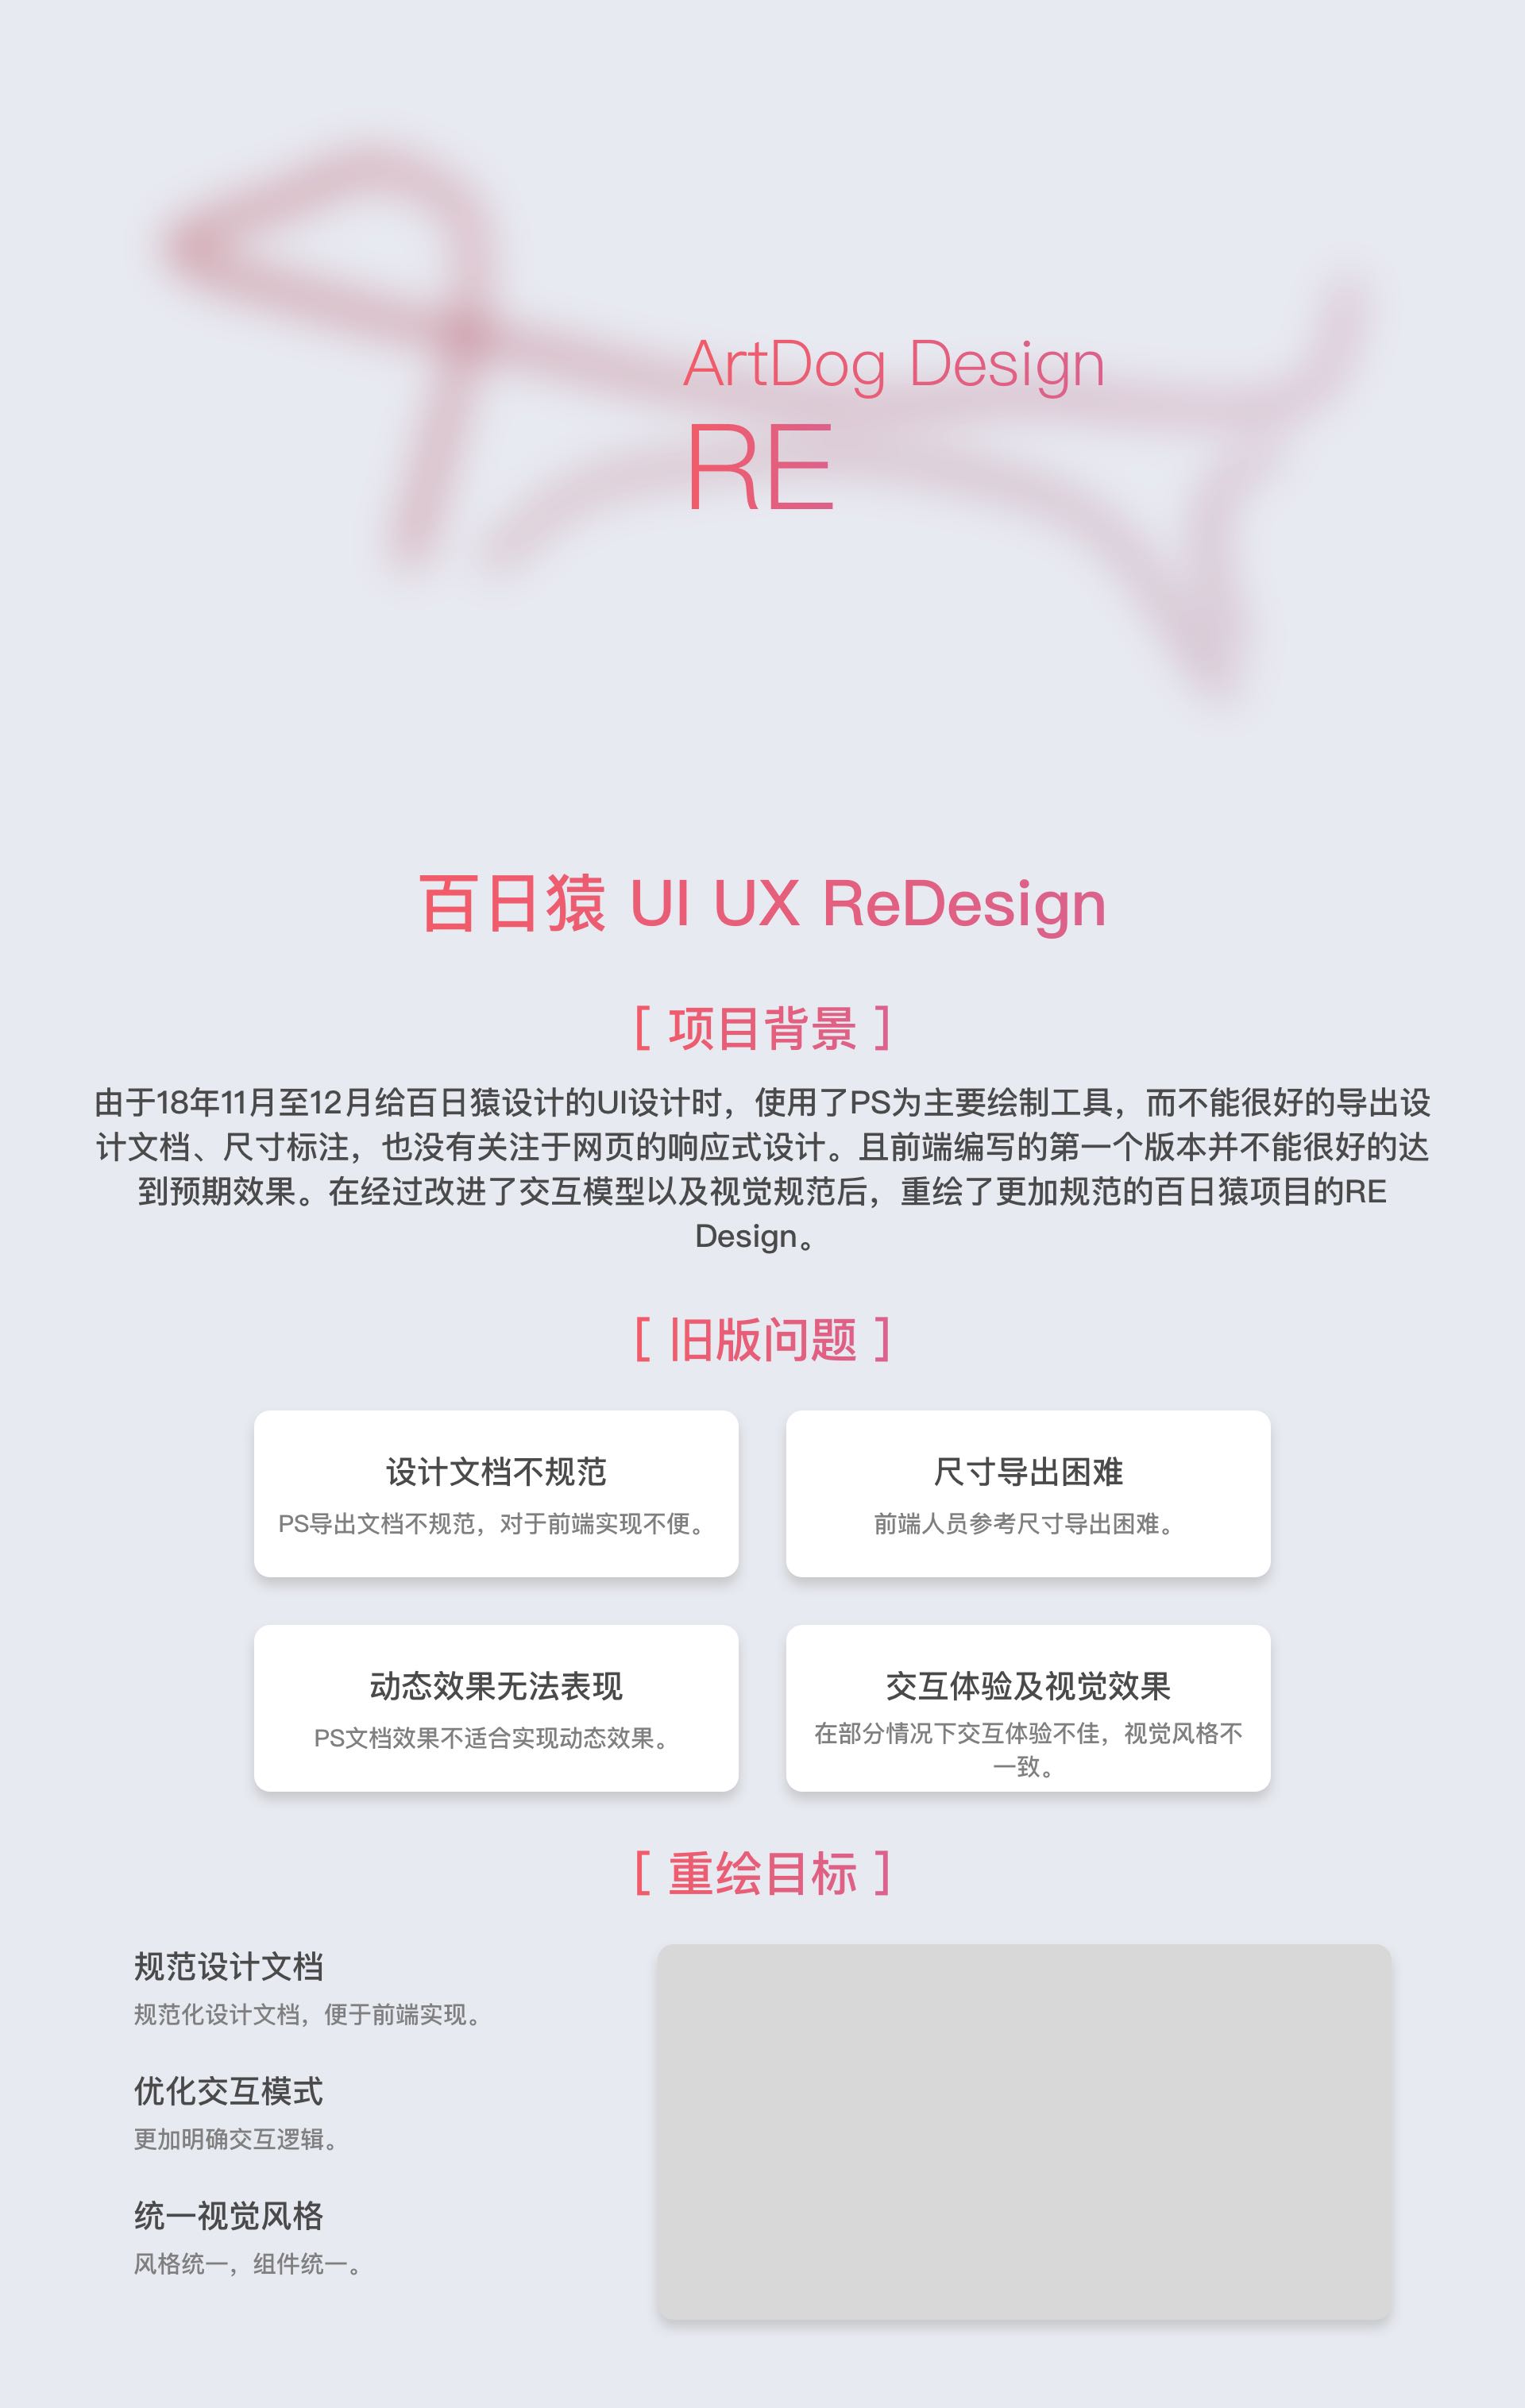 ArtDog Design
RE
百日猿 UI UX ReDesign
[ 项目背景 ]
由于18年11月至12月给百日猿设计的UI设计时，使用了PS为主要绘制工具，而不能很好的导出设
计文档、尺寸标注，也没有关注于网页的响应式设计。且前端编写的第一个版本并不能很好的达
到预期效果。在经过改进了交互模型以及视觉规范后，重绘了更加规范的百日猿项目的RE
Design。
[ 旧版问题 ]
设计文档不规范
PS导出文档不规范，对于前端实现不便。
尺寸导出困难
前端人员参考尺寸导出困难。
动态效果无法表现
PS文档效果不适合实现动态效果。
交互体验及视觉效果
在部分情况下交互体验不佳，视觉风格不
一致。
[ 重绘目标 ]
规范设计文档
规范化设计文档，便于前端实现。
优化交互模式
更加明确交互逻辑。
统一视觉风格
风格统一，组件统一。